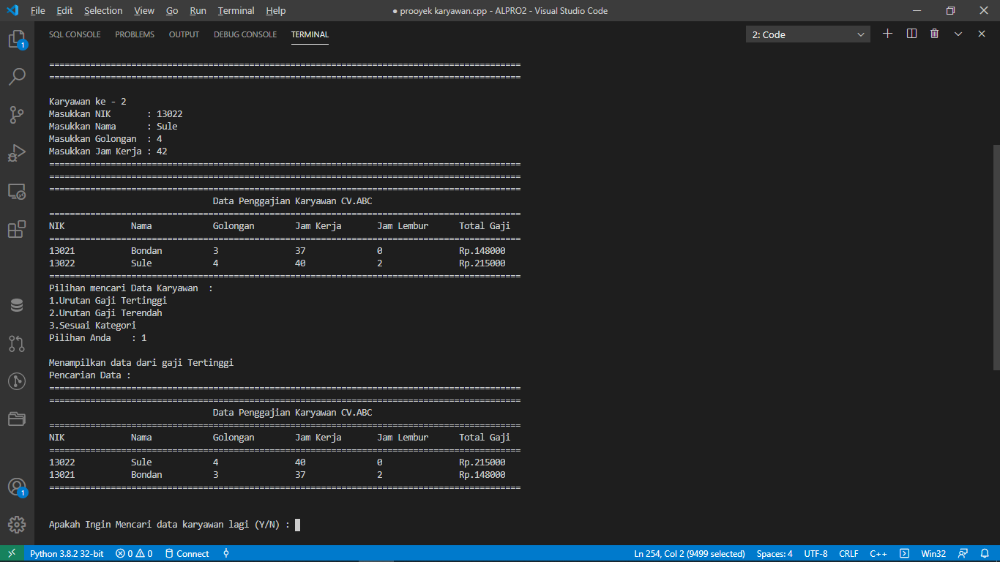 File Edit Selection View Go Run Terminal Help ● prooyek karyawan.cpp - ALPRO2 - Visual Studio Code
SQL CONSOLE PROBLEMS OUTPUT DEBUG CONSOLE TERMINAL 2: Code
1
============================================================================================
============================================================================================
Karyawan ke - 2
Masukkan NIK : 13022
Masukkan Nama : Sule
Masukkan Golongan : 4
Masukkan Jam Kerja : 42
============================================================================================
============================================================================================
============================================================================================
Data Penggajian Karyawan CV.ABC
============================================================================================
NIK Nama Golongan Jam Kerja Jam Lembur Total Gaji
============================================================================================
13021 Bondan 3 37 0 Rp.148000
13022 Sule 4 40 2 Rp.215000
============================================================================================
Pilihan mencari Data Karyawan :
1.Urutan Gaji Tertinggi
2.Urutan Gaji Terendah
3.Sesuai Kategori
Pilihan Anda : 1
Menampilkan data dari gaji Tertinggi
Pencarian Data :
============================================================================================
============================================================================================
Data Penggajian Karyawan CV.ABC
============================================================================================
NIK Nama Golongan Jam Kerja Jam Lembur Total Gaji
============================================================================================
13022 Sule 4 40 0 Rp.215000
13021 Bondan 3 37 2 Rp.148000
============================================================================================
1
Apakah Ingin Mencari data karyawan lagi (Y/N) :
Python 3.8.2 32-bit 0 0 Connect Ln 254, Col 2 (9499 selected) Spaces: 4 UTF-8 CRLF C++ Win32